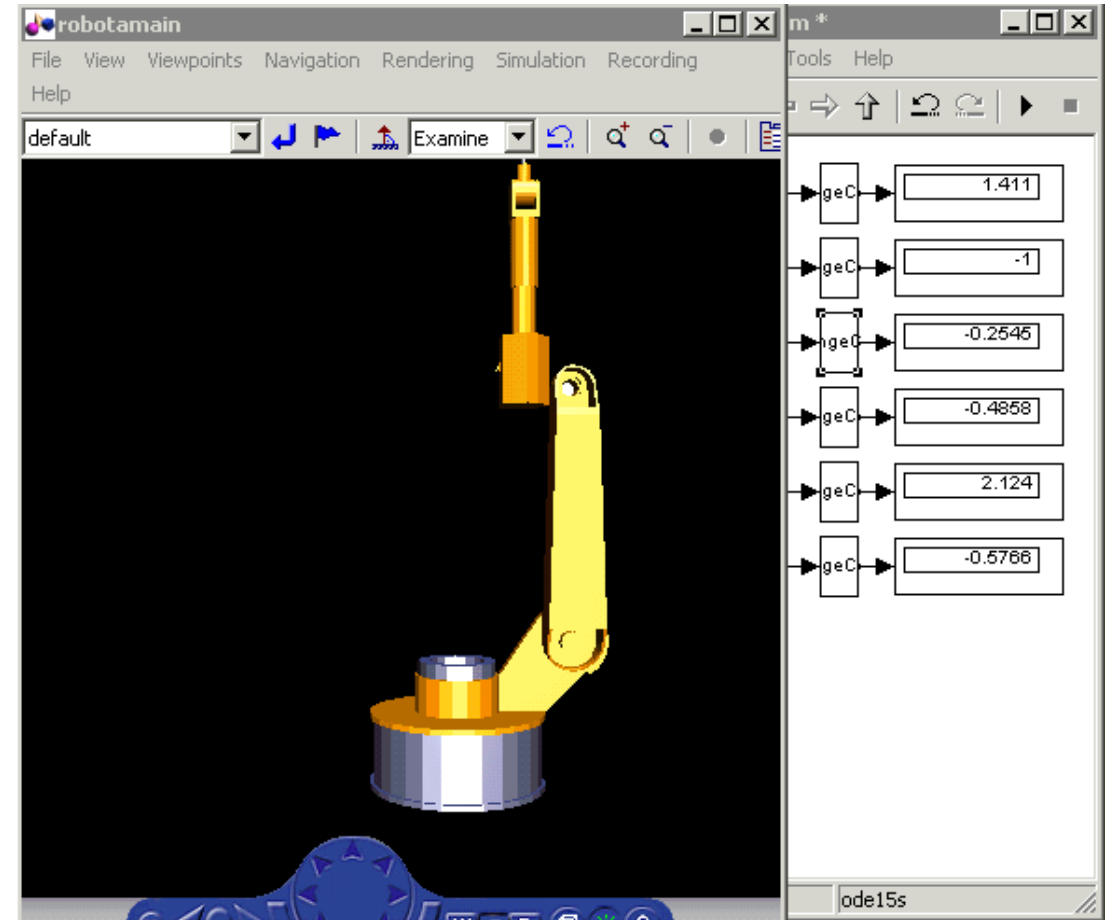 robotamain
File View Viewpoints Navigation Rendering Simulation Recording
Help
default
Examine
m *
Tools Help
geC
1.411
geC
-1
geC
-0.2545
geC
-0.4858
geC
2.124
geC
-0.5766
ode15s